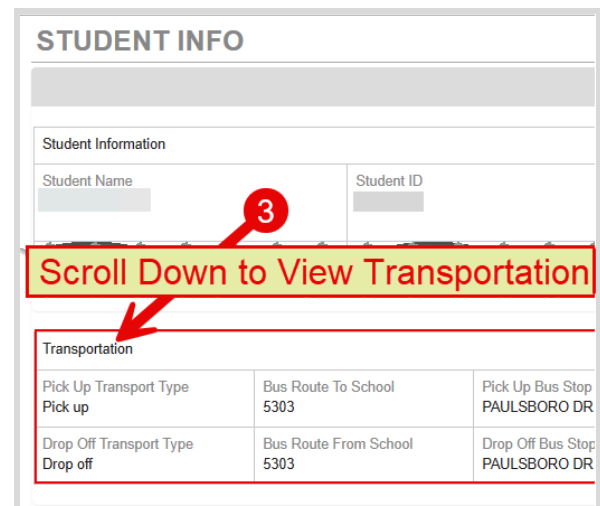 STUDENT INFO
Student Information
Student Name Student ID
3
Scroll Down to View Transportation
Transportation
Pick Up Transport Type Bus Route To School Pick Up Bus Stop
Pick up 5303 PAULSBORO DR
Drop Off Transport Type Bus Route From School Drop Off Bus Stop
Drop off 5303 PAULSBORO DR